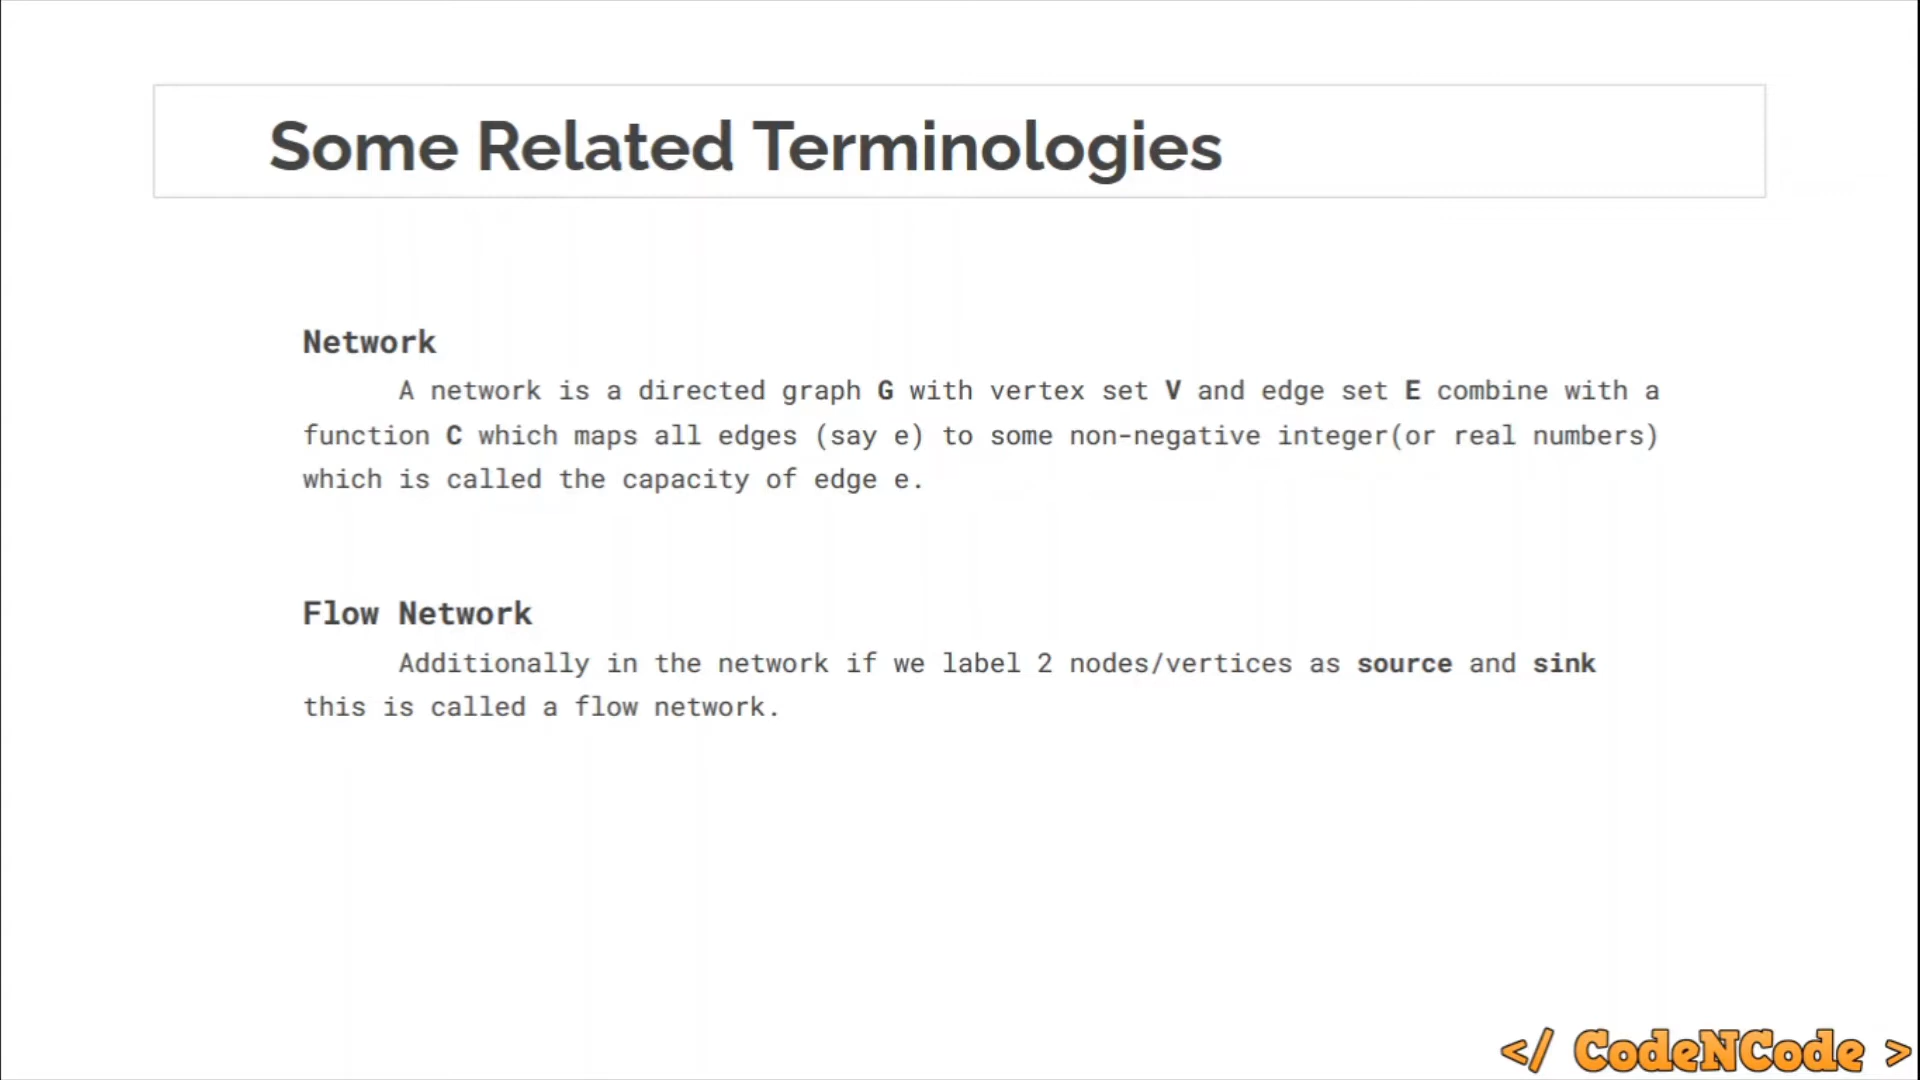 Some Related Terminologies
Network
A network is a directed graph G with vertex set V and edge set E combine with a
function C which maps all edges (say e) to some non-negative integer(or real numbers)
which is called the capacity of edge e.
Flow Network
Additionally in the network if we label 2 nodes/vertices as source and sink
this is called a flow network.
</ CodeNCode >